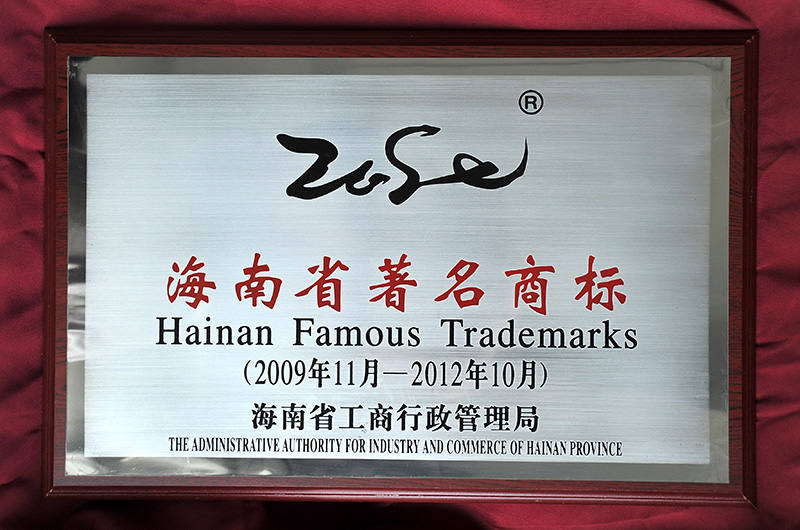 ®
海南省著名商标
Hainan Famous Trademarks
(2009年11月—2012年10月)
海南省工商行政管理局
THE ADMINISTRATIVE AUTHORITY FOR INDUSTRY AND COMMERCE OF HAINAN PROVINCE